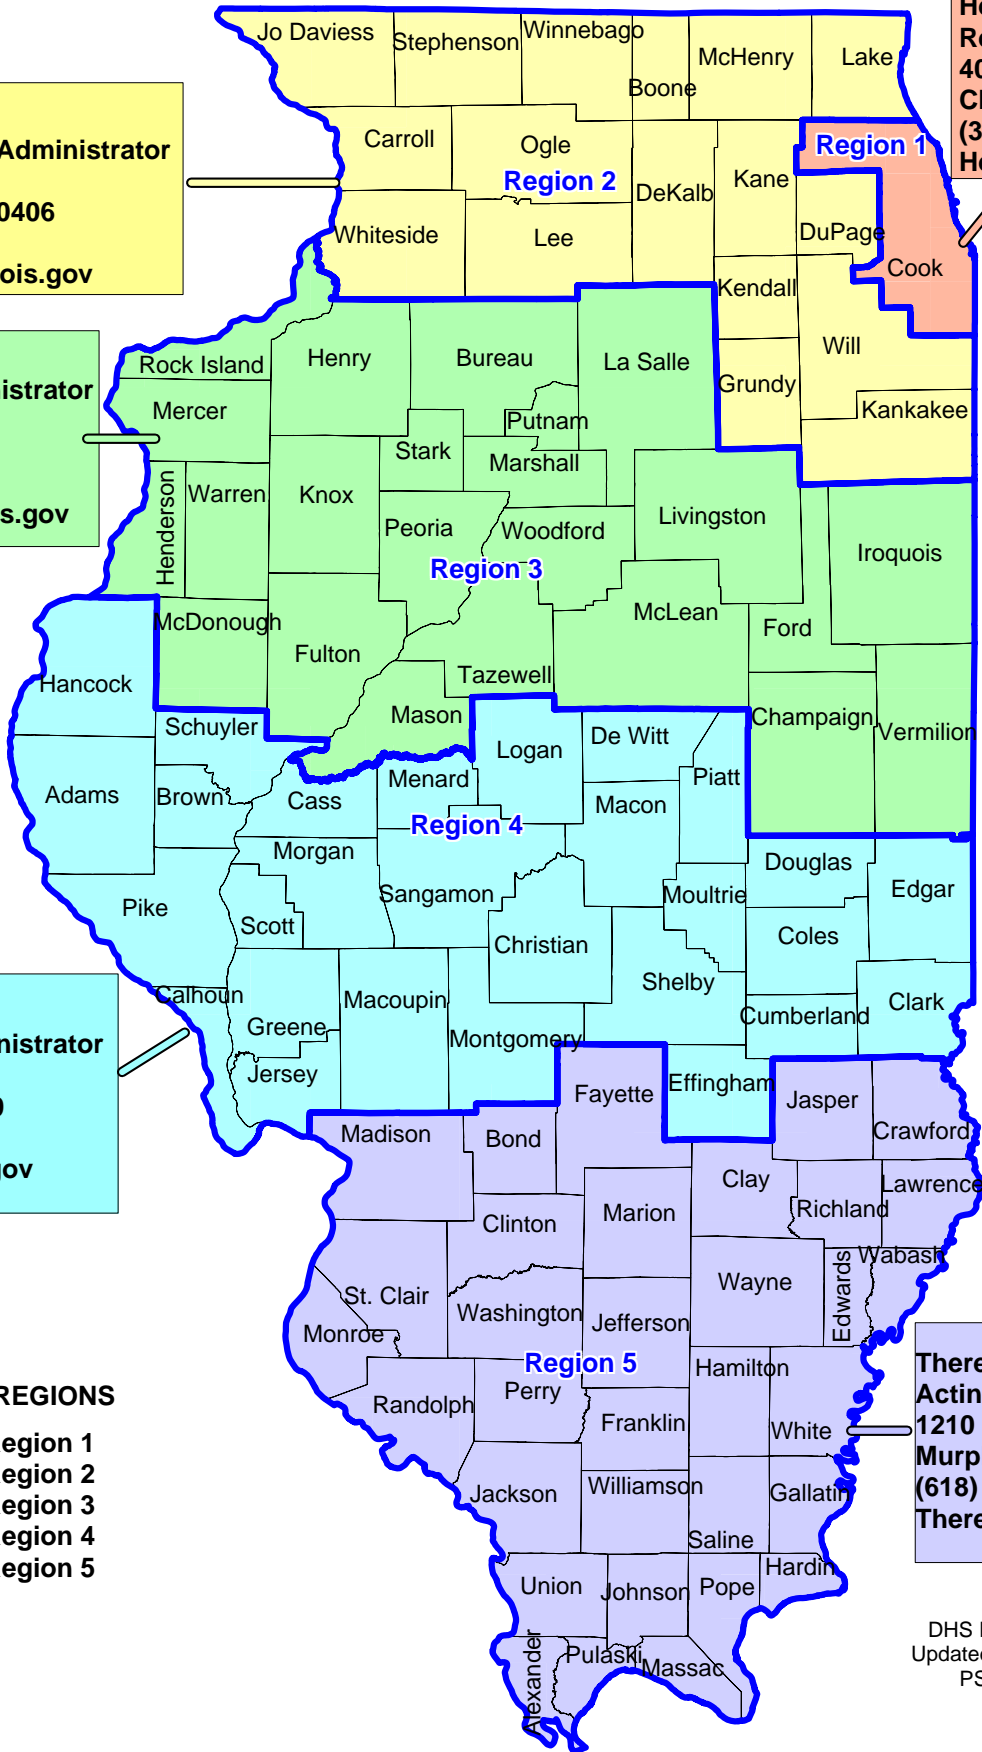 Jo Daviess
Stephenson
Winnebago
Boone
McHenry
Lake
Carroll
Ogle
Region 2
DeKalb
Kane
Region 1
Cook
DuPage
Whiteside
Lee
Kendall
Will
Grundy
Kankakee
Administrator
0406
ois.gov
40
(3
Rock Island
Henry
Bureau
La Salle
Mercer
Putnam
Stark
Marshall
Henderson
Warren
Knox
Peoria
Woodford
Livingston
Iroquois
Region 3
McLean
Ford
McDonough
Fulton
Tazewell
Mason
Champaign
Vermilion
nistrator
s.gov
Hancock
Schuyler
Logan
De Witt
Piatt
Adams
Brown
Cass
Menard
Macon
Region 4
Morgan
Douglas
Edgar
Pike
Scott
Sangamon
Moultrie
Christian
Coles
Shelby
Calhoun
Greene
Macoupin
Montgomery
Cumberland
Clark
Jersey
Effingham
nistrator
gov
Fayette
Jasper
Crawford
Madison
Bond
Clay
Richland
Lawrence
Clinton
Marion
Wabash
Edwards
Wayne
St. Clair
Washington
Jefferson
Monroe
Region 5
Hamilton
Randolph
Perry
Franklin
White
Jackson
Williamson
Gallatin
Saline
Union
Johnson
Pope
Hardin
Alexander
Pulaski
Massac
There
Actin
1210
Murp
(618)
There
REGIONS
egion 1
egion 2
egion 3
egion 4
egion 5
DHS
Updated
PS